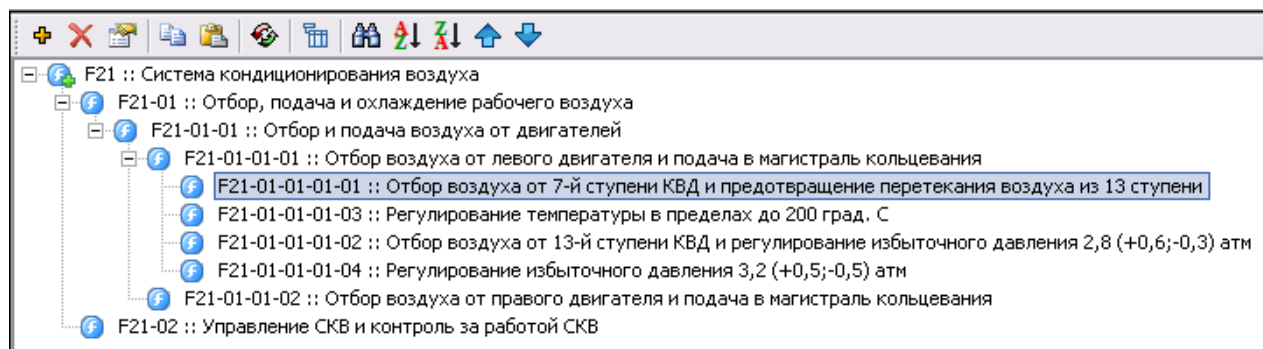 F21 :: Система кондиционирования воздуха
F21-01 :: Отбор, подача и охлаждение рабочего воздуха
F21-01-01 :: Отбор и подача воздуха от двигателей
F21-01-01-01 :: Отбор воздуха от левого двигателя и подача в магистраль кольцевания
F21-01-01-01-01 :: Отбор воздуха от 7-й ступени КВД и предотвращение перетекания воздуха из 13 ступени
F21-01-01-01-03 :: Регулирование температуры в пределах до 200 град. С
F21-01-01-01-02 :: Отбор воздуха от 13-й ступени КВД и регулирование избыточного давления 2,8 (+0,6;-0,3) атм
F21-01-01-01-04 :: Регулирование избыточного давления 3,2 (+0,5;-0,5) атм
F21-01-01-02 :: Отбор воздуха от правого двигателя и подача в магистраль кольцевания
F21-02 :: Управление СКВ и контроль за работой СКВ